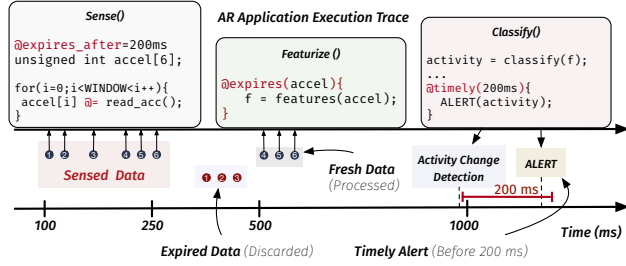 AR Application Execution Trace
Sense()
@expires_after=200ms
unsigned int accel[6];
for(i=0;i<WINDOW<i++){
accel[i] @= read_acc();
}
Featurize()
@expires(accel){
f = features(accel);
}
Classify()
activity = classify(f);
...
@timely(200ms){
ALERT(activity);
}
1 2 3 4 5 6
Sensed Data
1 2 3
4 5 6
Fresh Data
(Processed)
Activity Change
Detection
ALERT
200 ms
100 250 500 1000 Time (ms)
Expired Data (Discarded)
Timely Alert (Before 200 ms)